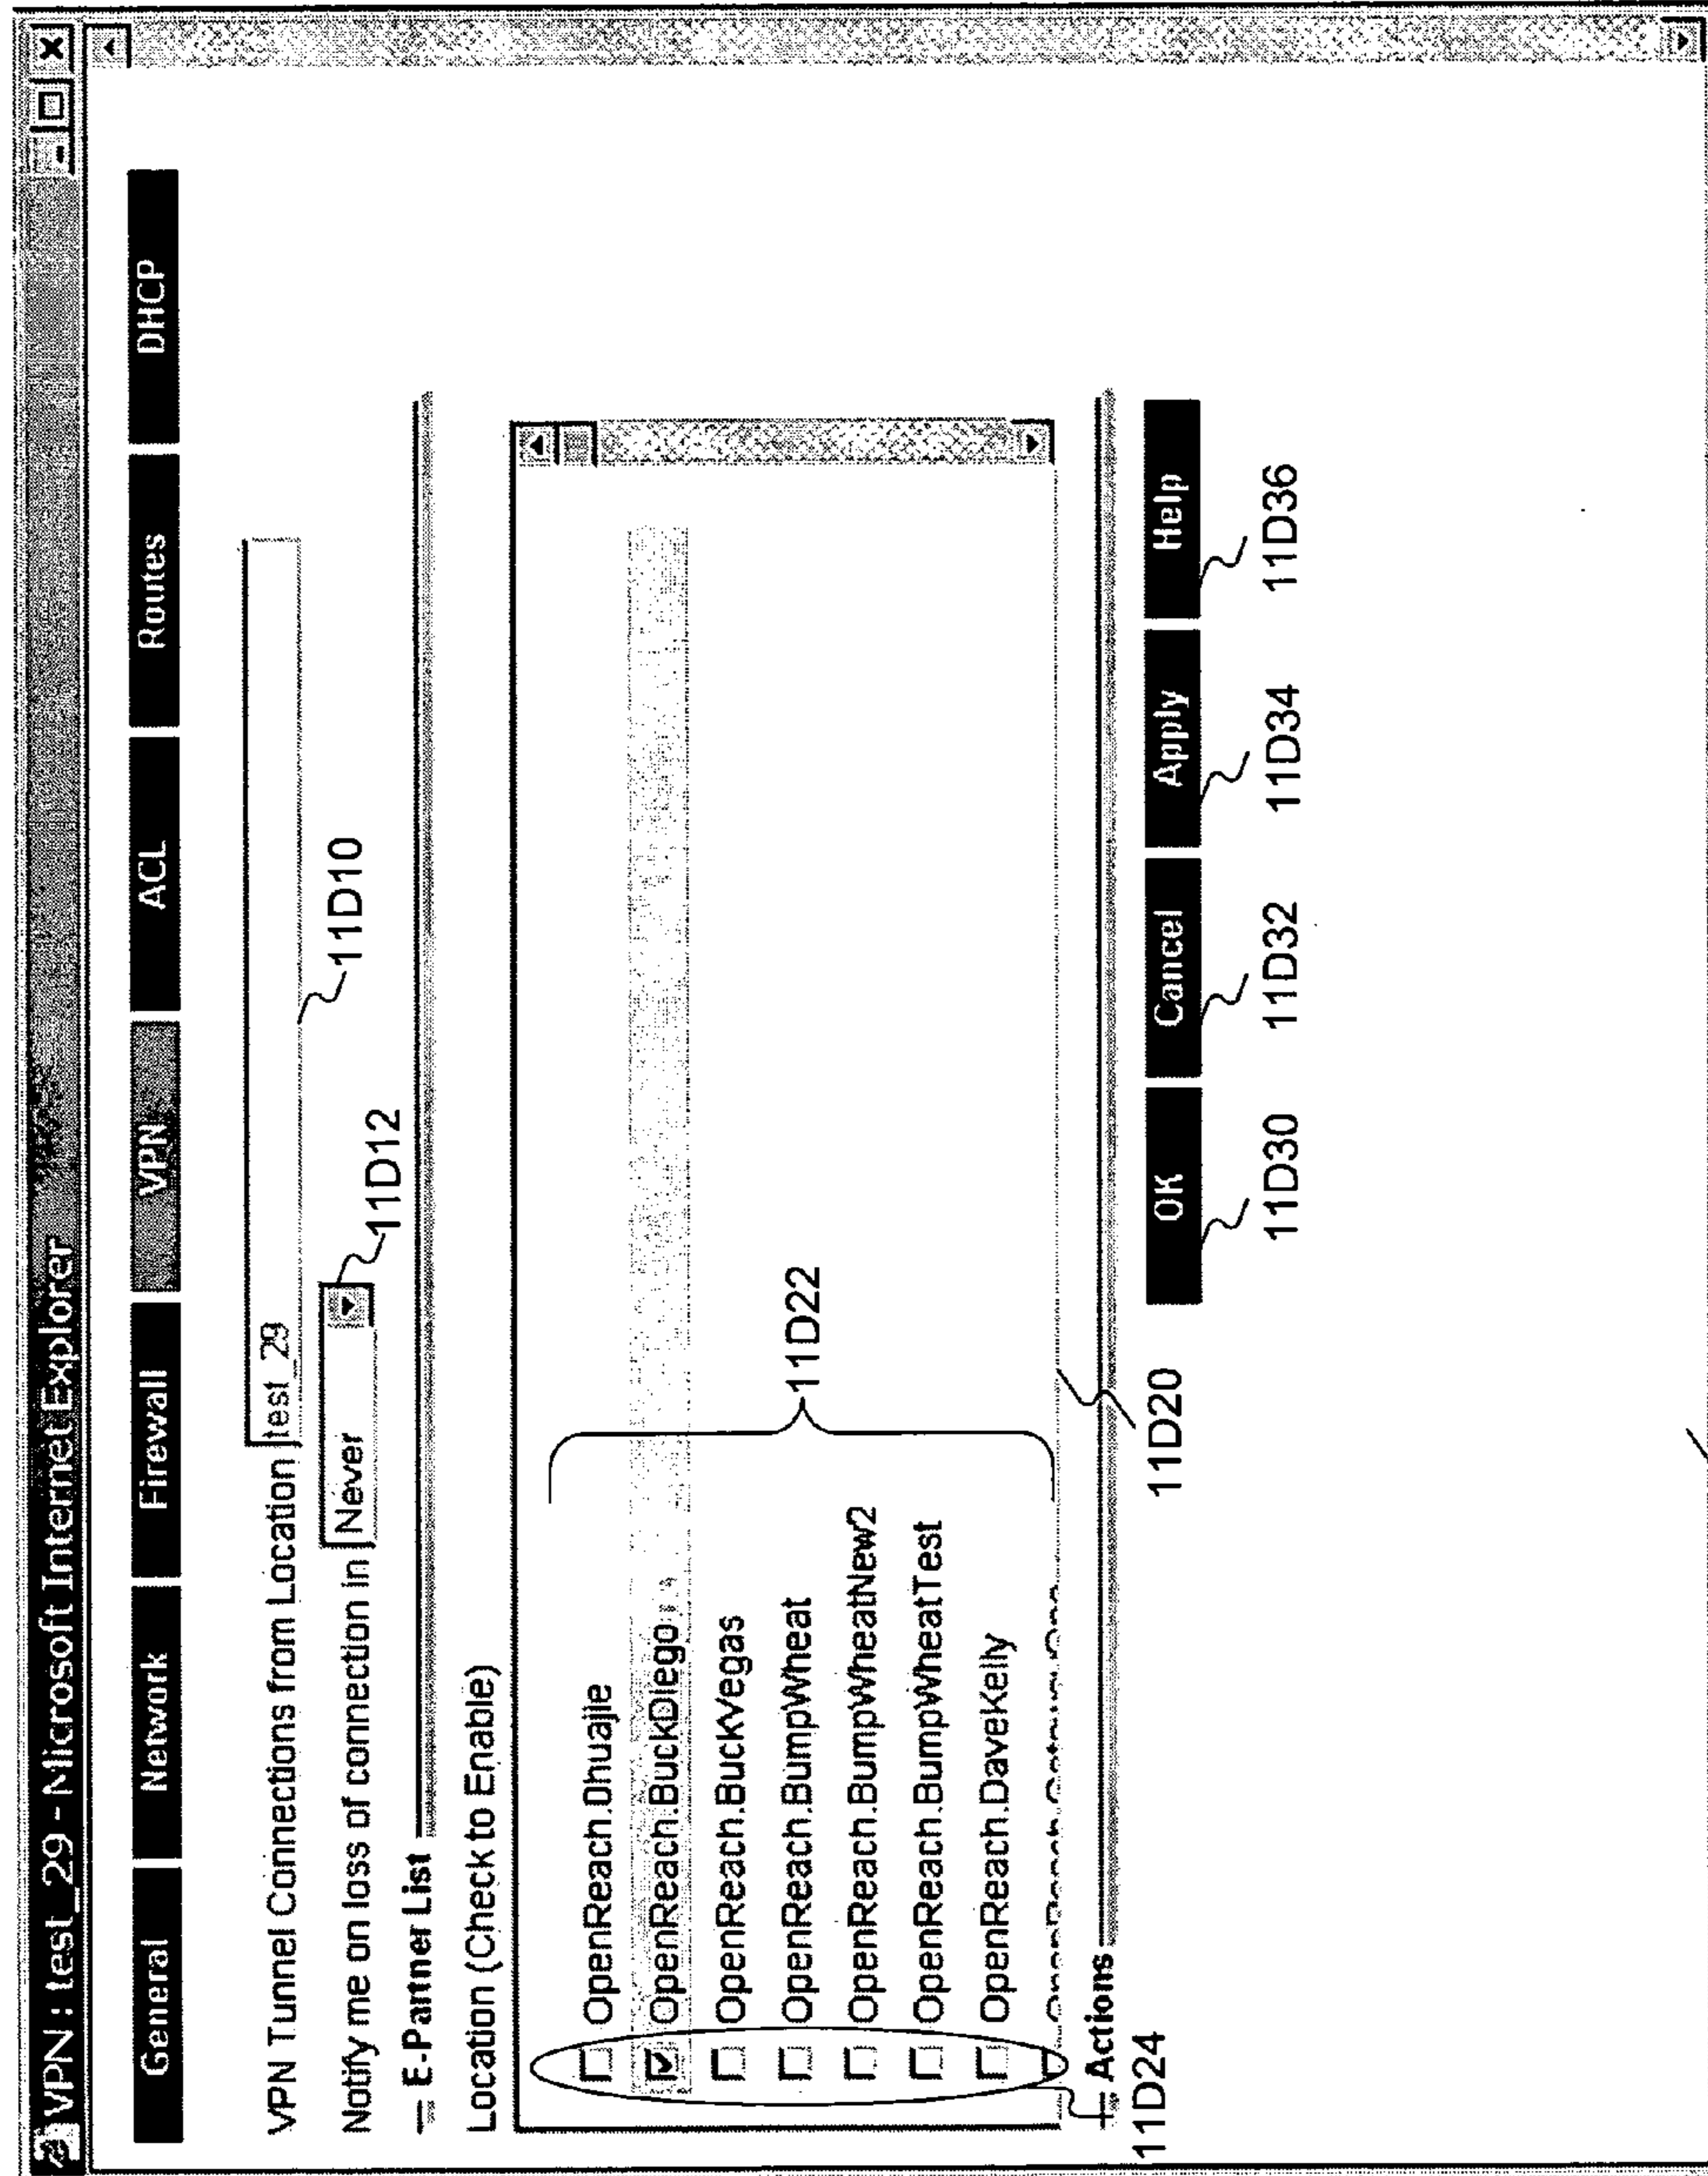 VPN : test_29 - Microsoft Internet Explorer
General Network Firewall VPN ACL Routes DHCP
VPN Tunnel Connections from Location test_29
11D10
Notify me on loss of connection in Never
11D12
E-Partner List
Location (Check to Enable)
OpenReach.0huajie
OpenReach.BuckDiego
OpenReach.BuckVegas
OpenReach.BumpWheat
11D22
OpenReach.BumpWheatNew2
OpenReach.BumpWheatTest
OpenReach.DaveKelly
Actions
11D24
11D20
OK Cancel Apply Help
11D30 11D32 11D34 11D36